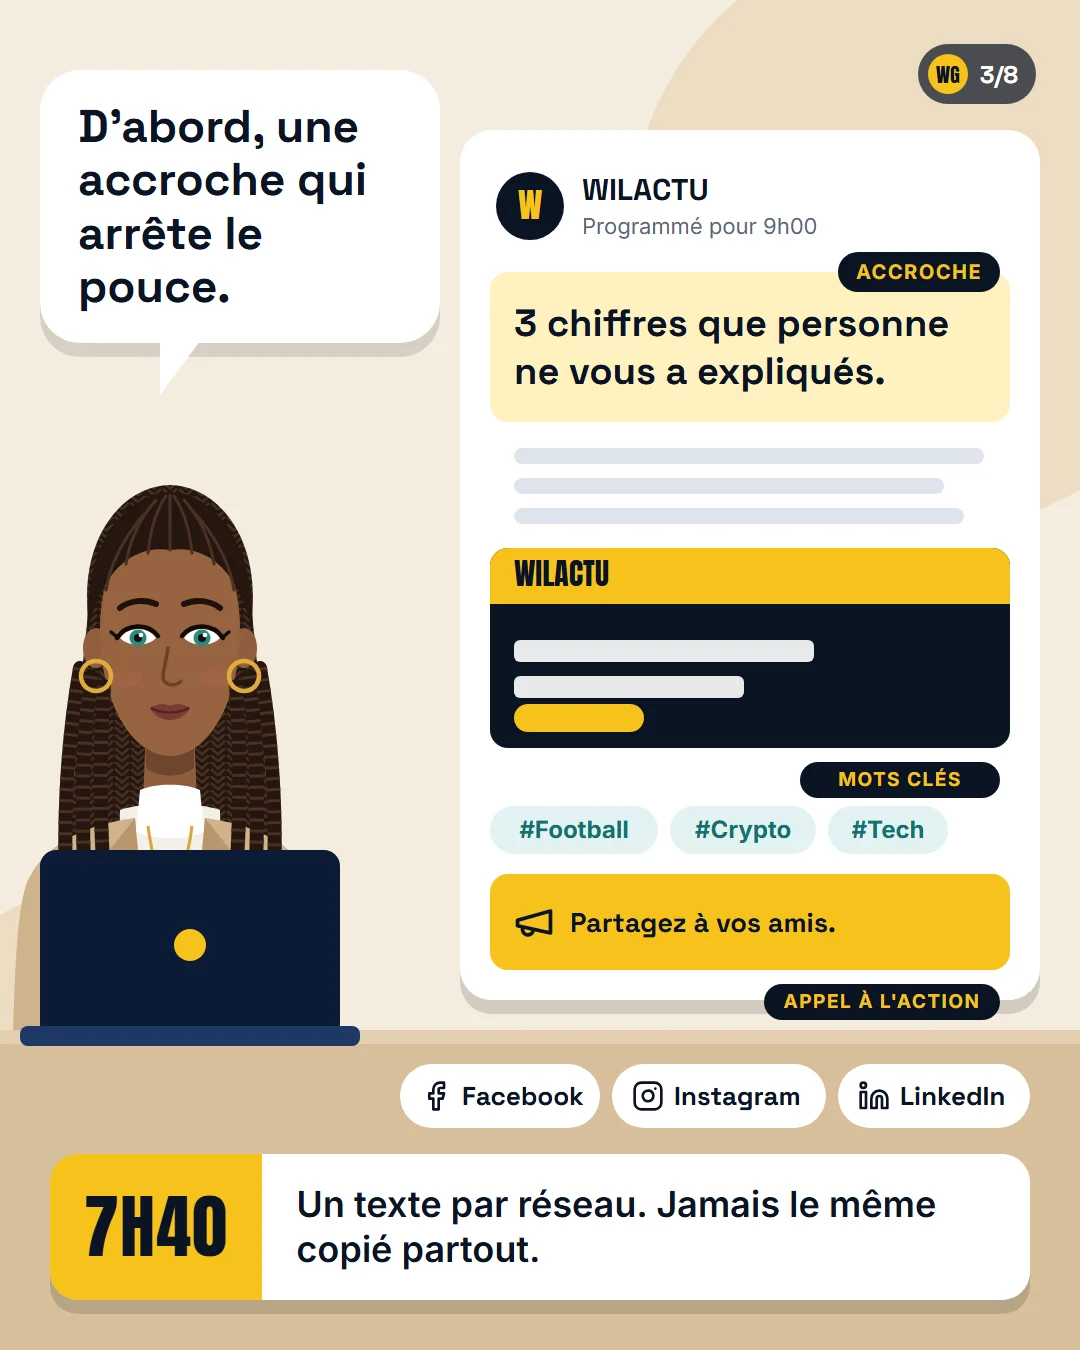 WG 3/8
D’abord, une
accroche qui
arrête le
pouce.
W
WILACTU
Programmé pour 9h00
ACCROCHE
3 chiffres que personne
ne vous a expliqués.
WILACTU
MOTS CLÉS
#Football #Crypto #Tech
Partagez à vos amis.
APPEL À L'ACTION
Facebook Instagram LinkedIn
7H40
Un texte par réseau. Jamais le même
copié partout.